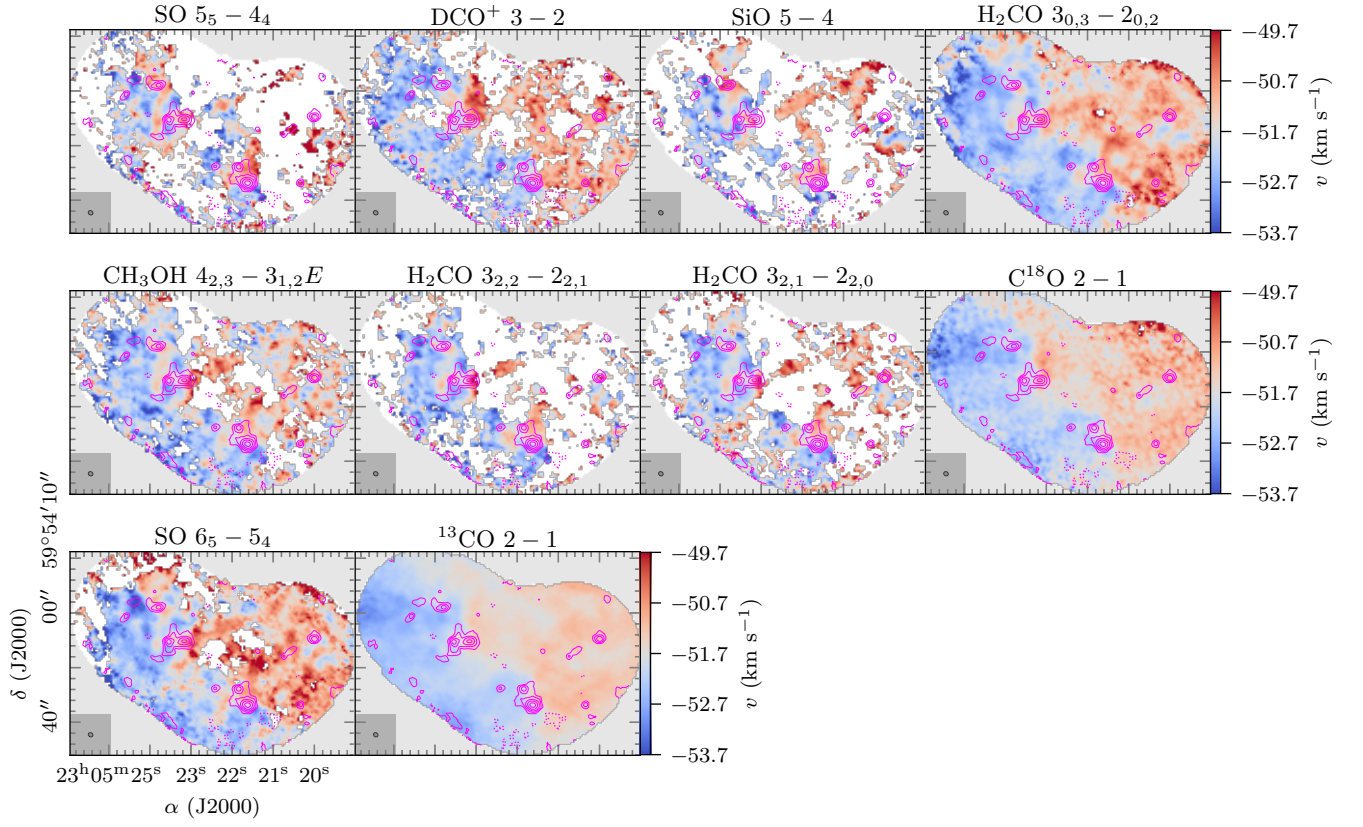 SO 5₅ − 4₄
DCO⁺ 3 − 2
SiO 5 − 4
H₂CO 3₀,₃ − 2₀,₂
−49.7
−50.7
−51.7
−52.7
−53.7
v (km s⁻¹)
CH₃OH 4₂,₃ − 3₁,₂E
H₂CO 3₂,₂ − 2₂,₁
H₂CO 3₂,₁ − 2₂,₀
C¹⁸O 2 − 1
−49.7
−50.7
−51.7
−52.7
−53.7
v (km s⁻¹)
SO 6₅ − 5₄
¹³CO 2 − 1
−49.7
−50.7
−51.7
−52.7
−53.7
v (km s⁻¹)
59°54′10″
00″
40″
δ (J2000)
23ʰ05ᵐ25ˢ 23ˢ 22ˢ 21ˢ 20ˢ
α (J2000)